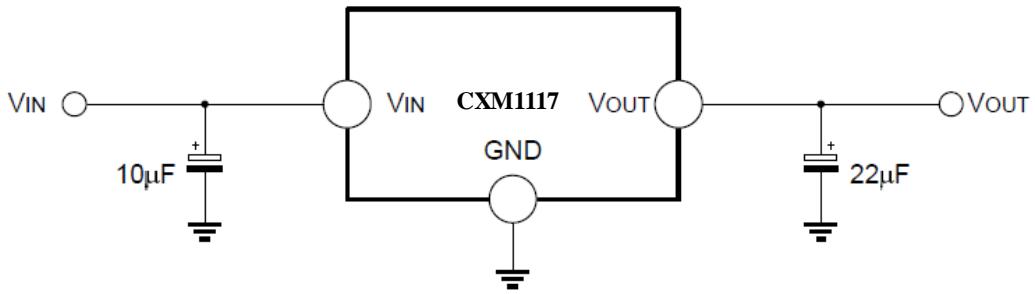 VIN
VIN
CXM1117
VOUT
VOUT
GND
+
10μF
+
22μF